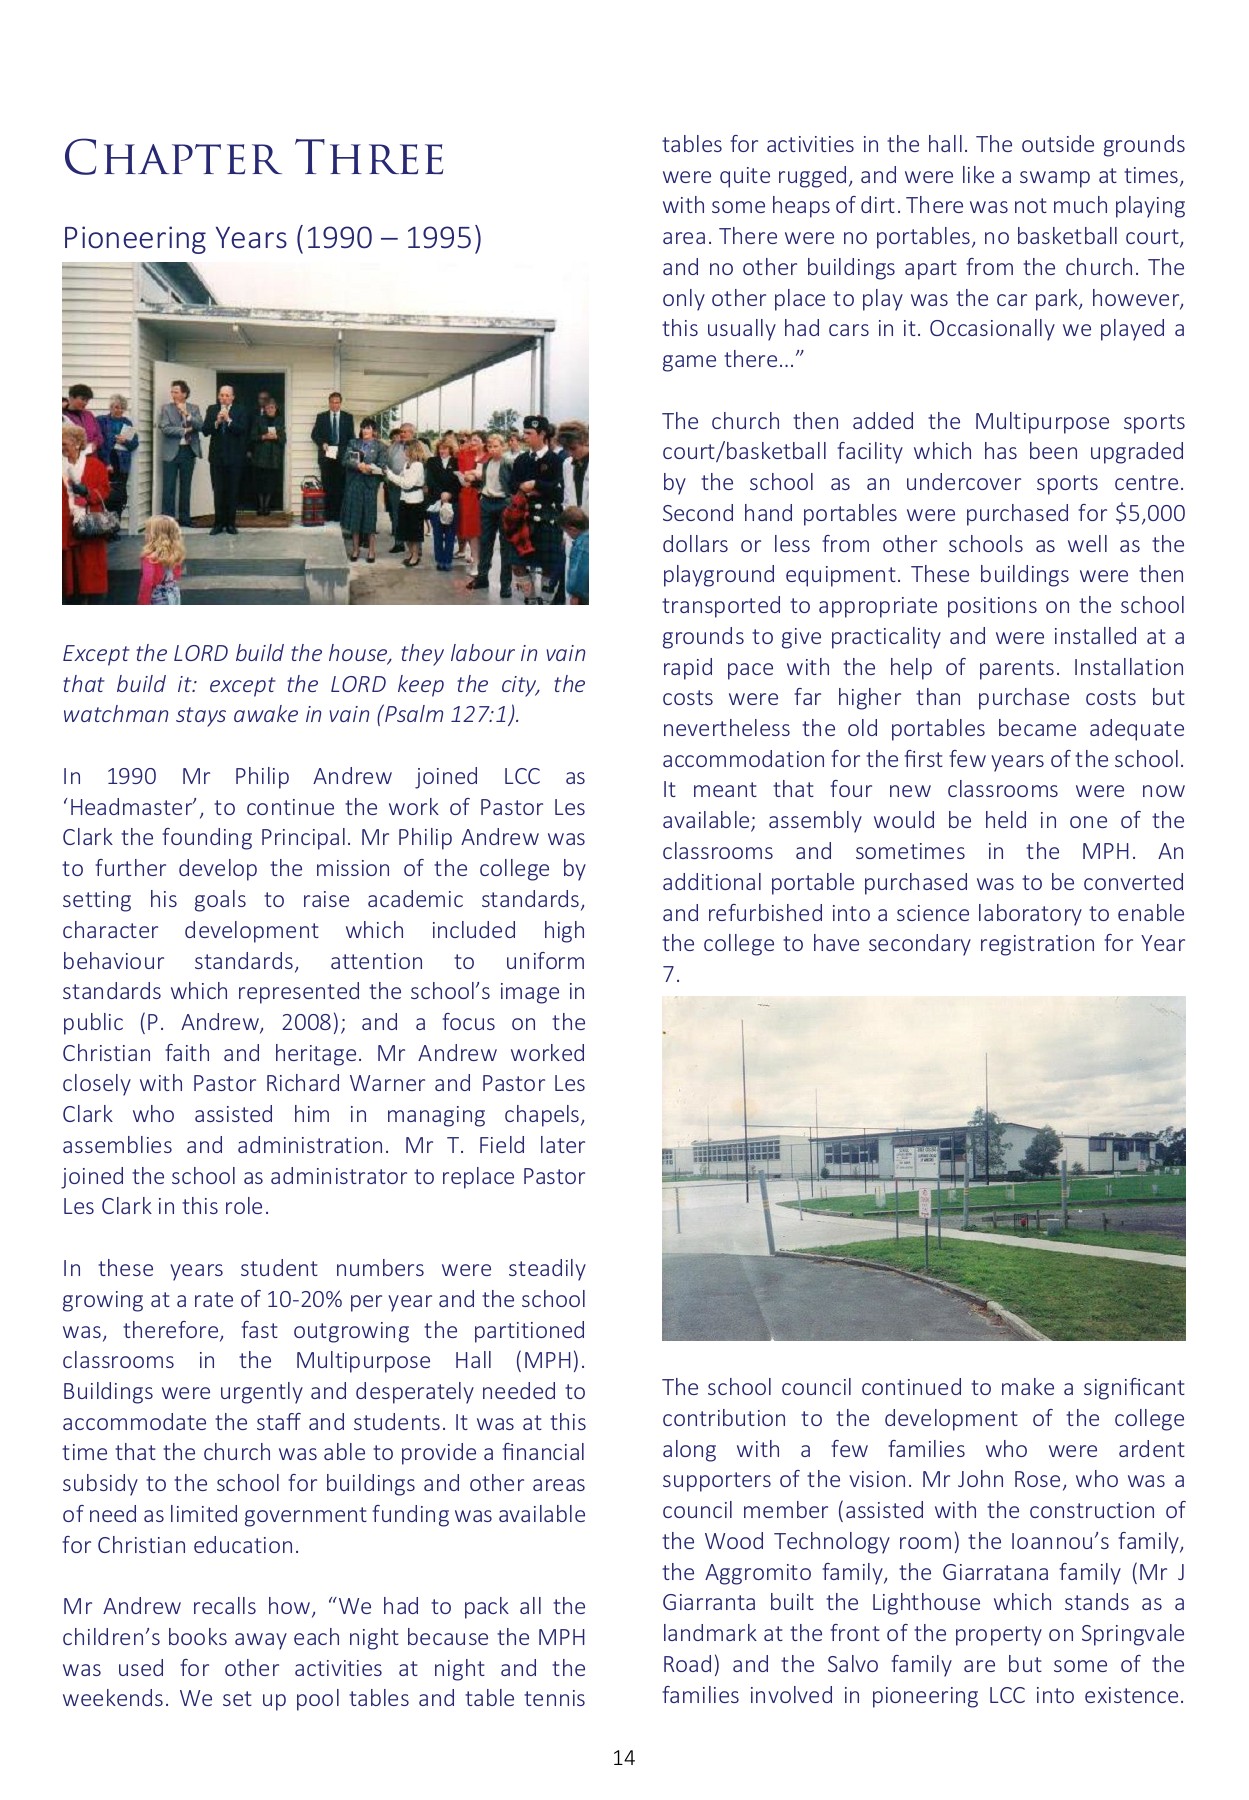 CHAPTER THREE
Pioneering Years (1990 – 1995)
Except the LORD build the house, they labour in vain
that build it: except the LORD keep the city, the
watchman stays awake in vain (Psalm 127:1).
In 1990 Mr Philip Andrew joined LCC as
‘Headmaster’, to continue the work of Pastor Les
Clark the founding Principal. Mr Philip Andrew was
to further develop the mission of the college by
setting his goals to raise academic standards,
character development which included high
behaviour standards, attention to uniform
standards which represented the school’s image in
public (P. Andrew, 2008); and a focus on the
Christian faith and heritage. Mr Andrew worked
closely with Pastor Richard Warner and Pastor Les
Clark who assisted him in managing chapels,
assemblies and administration. Mr T. Field later
joined the school as administrator to replace Pastor
Les Clark in this role.
In these years student numbers were steadily
growing at a rate of 10-20% per year and the school
was, therefore, fast outgrowing the partitioned
classrooms in the Multipurpose Hall (MPH).
Buildings were urgently and desperately needed to
accommodate the staff and students. It was at this
time that the church was able to provide a financial
subsidy to the school for buildings and other areas
of need as limited government funding was available
for Christian education.
Mr Andrew recalls how, “We had to pack all the
children’s books away each night because the MPH
was used for other activities at night and the
weekends. We set up pool tables and table tennis
tables for activities in the hall. The outside grounds
were quite rugged, and were like a swamp at times,
with some heaps of dirt. There was not much playing
area. There were no portables, no basketball court,
and no other buildings apart from the church. The
only other place to play was the car park, however,
this usually had cars in it. Occasionally we played a
game there...”
The church then added the Multipurpose sports
court/basketball facility which has been upgraded
by the school as an undercover sports centre.
Second hand portables were purchased for $5,000
dollars or less from other schools as well as the
playground equipment. These buildings were then
transported to appropriate positions on the school
grounds to give practicality and were installed at a
rapid pace with the help of parents. Installation
costs were far higher than purchase costs but
nevertheless the old portables became adequate
accommodation for the first few years of the school.
It meant that four new classrooms were now
available; assembly would be held in one of the
classrooms and sometimes in the MPH. An
additional portable purchased was to be converted
and refurbished into a science laboratory to enable
the college to have secondary registration for Year
7.
The school council continued to make a significant
contribution to the development of the college
along with a few families who were ardent
supporters of the vision. Mr John Rose, who was a
council member (assisted with the construction of
the Wood Technology room) the Ioannou’s family,
the Aggromito family, the Giarratana family (Mr J
Giarranta built the Lighthouse which stands as a
landmark at the front of the property on Springvale
Road) and the Salvo family are but some of the
families involved in pioneering LCC into existence.
14